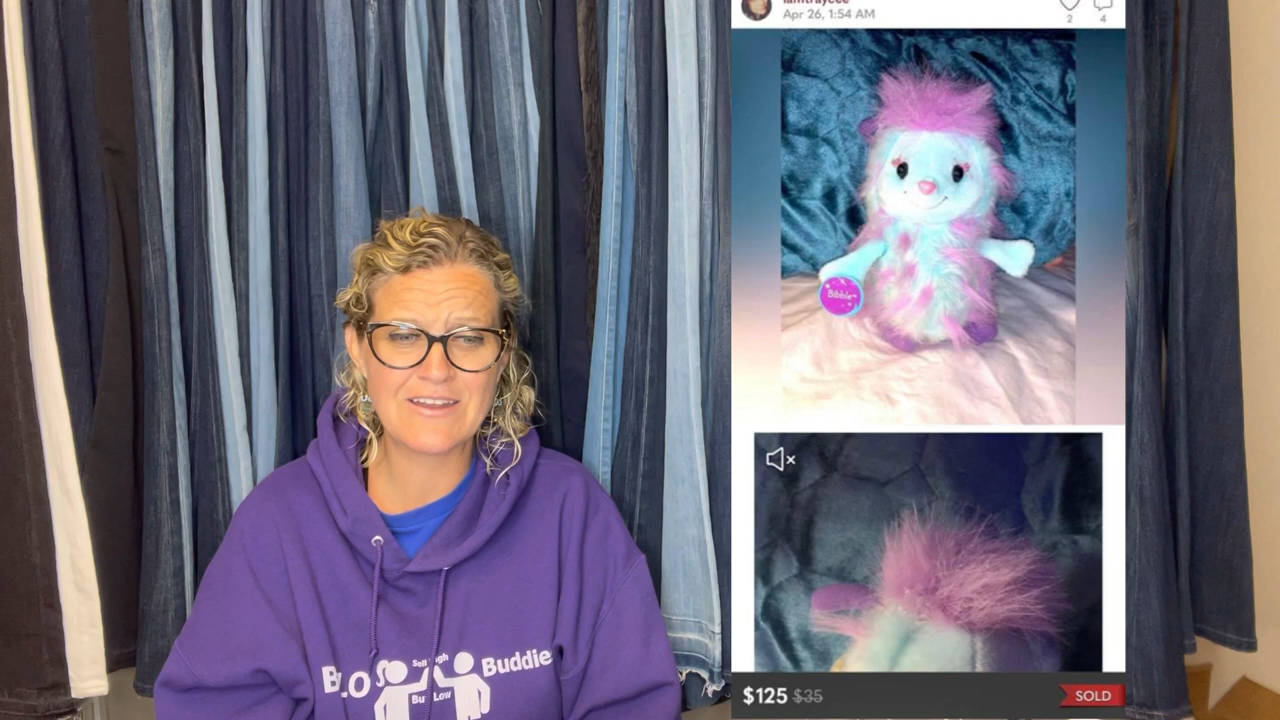 Apr 26, 1:54 AM
2 4
Bibble
$125 $35
SOLD
Sell High
Buddie
Buy Low